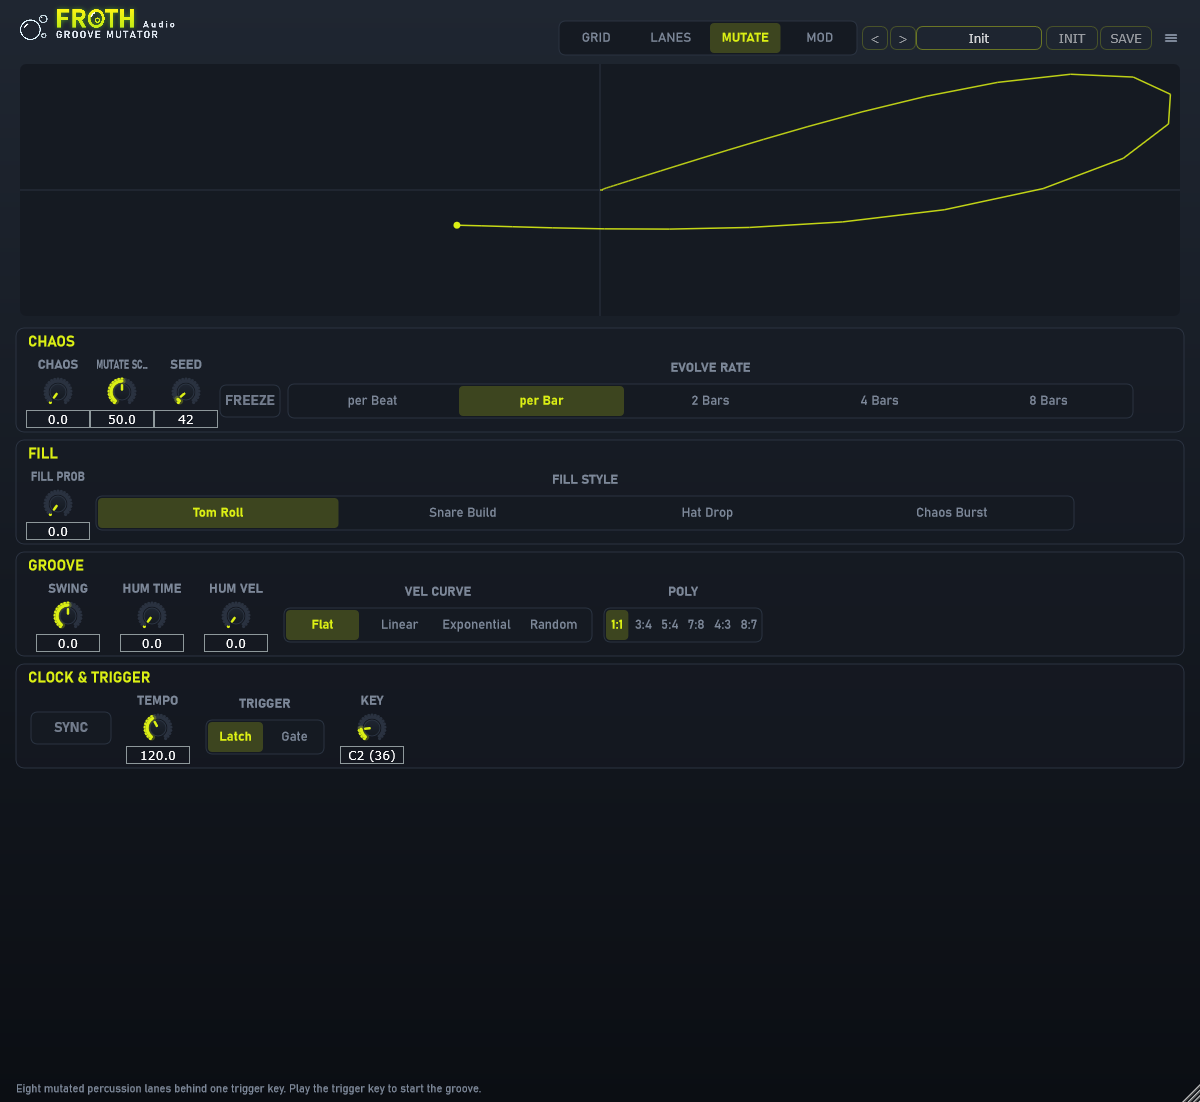 FROTH Audio
GROOVE MUTATOR
GRID LANES MUTATE MOD < > Init INIT SAVE
CHAOS
CHAOS MUTATE SC... SEED EVOLVE RATE
FREEZE per Beat per Bar 2 Bars 4 Bars 8 Bars
0.0 50.0 42
FILL
FILL PROB FILL STYLE
Tom Roll Snare Build Hat Drop Chaos Burst
0.0
GROOVE
SWING HUM TIME HUM VEL VEL CURVE POLY
Flat Linear Exponential Random 1:1 3:4 5:4 7:8 4:3 8:7
0.0 0.0 0.0
CLOCK & TRIGGER
TEMPO TRIGGER KEY
SYNC Latch Gate
120.0 C2 (36)
Eight mutated percussion lanes behind one trigger key. Play the trigger key to start the groove.